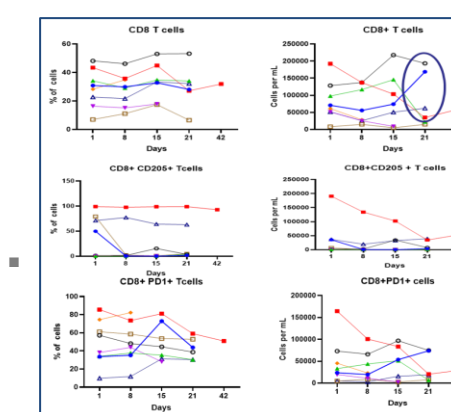 CD8 T cells
% of cells
60
40
20
0
1 8 15 21 42
Days
CD8+ T cells
Cells per mL
250000
200000
150000
100000
50000
0
1 8 15 21
Days
CD8+ CD205+ Tcells
% of cells
150
100
50
0
1 8 15 21 42
Days
CD8+CD205 + T cells
Cells per mL
250000
200000
150000
100000
50000
0
1 8 15 21
Days
CD8+ PD1+ Tcells
% of cells
100
80
60
40
20
0
1 8 15 21 42
Days
CD8+PD1+ cells
Cells per mL
200000
150000
100000
50000
0
1 8 15 21
Days